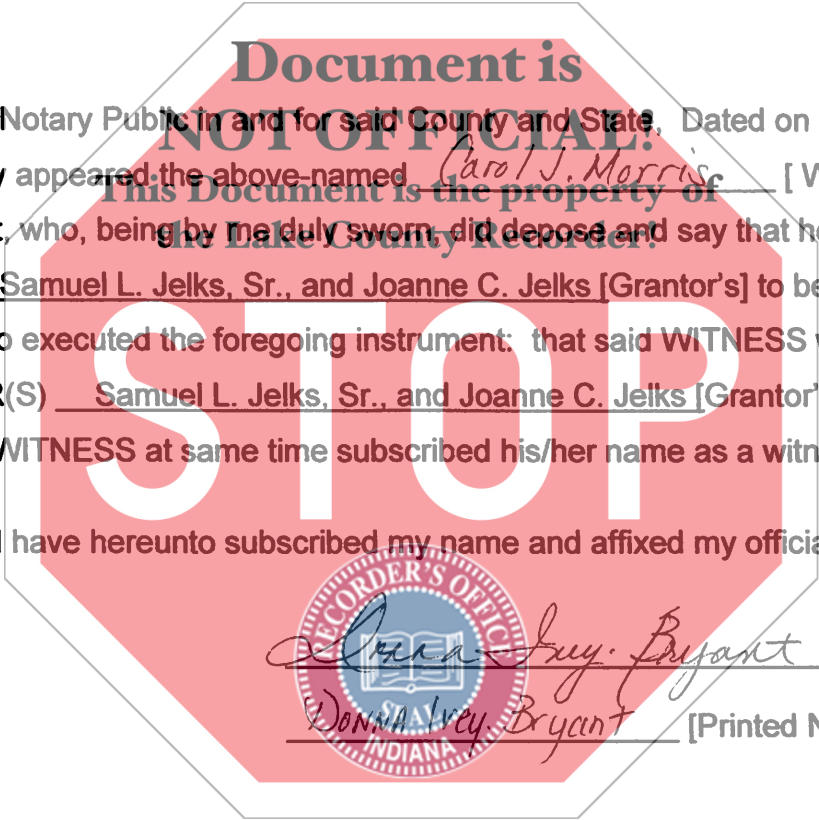 Document is
Notary Public in and for said County and State, Dated on
NOT OFFICIAL!
appeared the above-named Carol J. Morris [ W
This Document is the property of
, who, being by me duly sworn, did depose and say that he
the Lake County Recorder!
Samuel L. Jelks, Sr., and Joanne C. Jelks [Grantor's] to be
executed the foregoing instrument: that said WITNESS
STOP
(S) Samuel L. Jelks, Sr., and Joanne C. Jelks [Grantor'
WITNESS at same time subscribed his/her name as a witn
I have hereunto subscribed my name and affixed my officia
RECORDER'S OFFICE
Donna Ivey Bryant
SEAL
Donna Ivey Bryant [Printed N
INDIANA